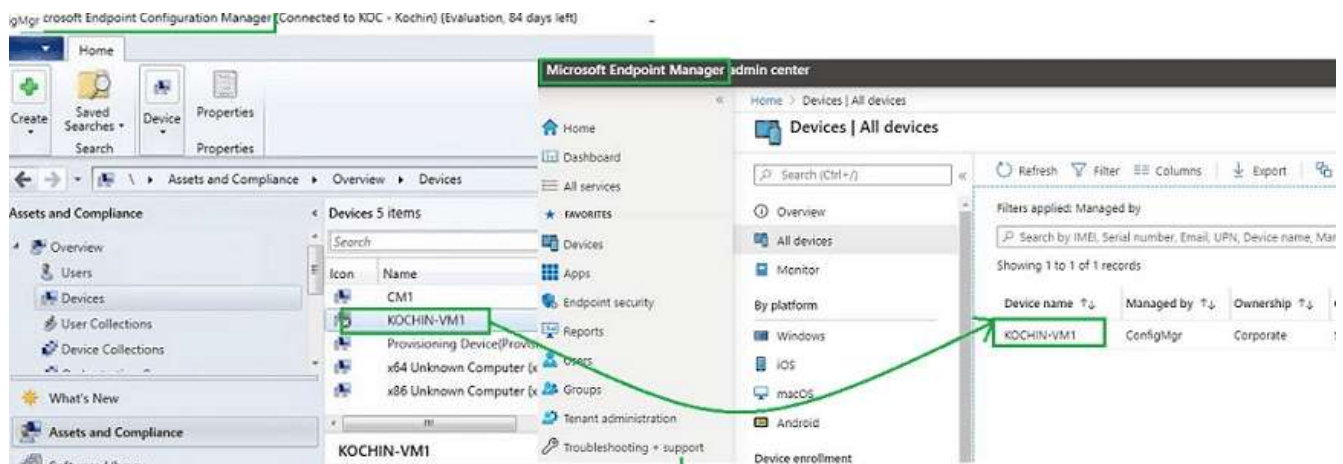 gMgr crosoft Endpoint Configuration Manager (Connected to KOC - Kochin) (Evaluation, 84 days left)
Home
Create
Saved
Searches
Device
Properties
Search
Properties
\ Assets and Compliance Overview Devices
Assets and Compliance
Overview
Users
Devices
User Collections
Device Collections
What's New
Assets and Compliance
Devices 5 items
Search
Icon Name
CM1
KOCHIN-VM1
Provisioning Device(Provisi
x64 Unknown Computer (x
x86 Unknown Computer (x
KOCHIN-VM1
Microsoft Endpoint Manager admin center
Home
Dashboard
All services
FAVORITES
Devices
Apps
Endpoint security
Reports
Users
Groups
Tenant administration
Troubleshooting + support
Home > Devices | All devices
Devices | All devices
Search (Ctrl+/)
Overview
All devices
Monitor
By platform
Windows
iOS
macOS
Android
Device enrollment
Refresh Filter Columns Export
Filters applied: Managed by
Search by IMEI, Serial number, Email, UPN, Device name, Mar
Showing 1 to 1 of 1 records
Device name Managed by Ownership
KOCHIN-VM1 ConfigMgr Corporate